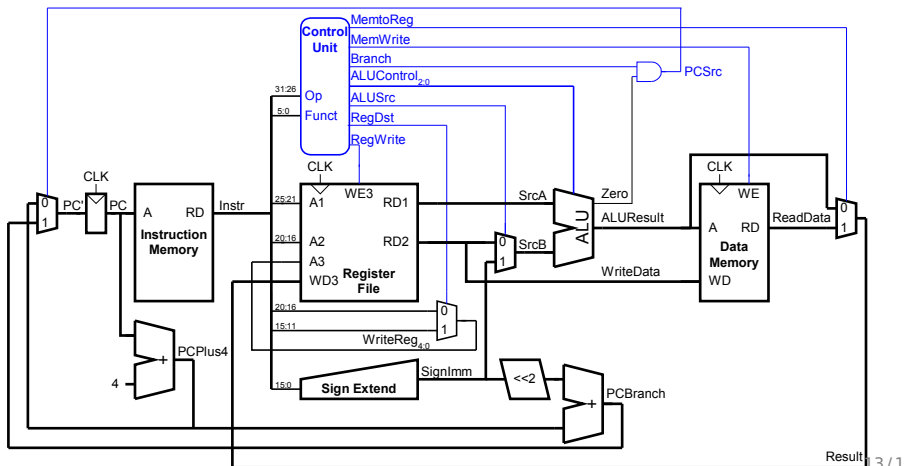 MemtoReg
Control
Unit
MemWrite
Branch
PCSrc
ALUControl2:0
31:26
Op
ALUSrc
5:0
Funct
RegDst
RegWrite
CLK
CLK
CLK
WE3
Zero
WE
0
1
PC'
PC
A
RD
Instr
25:21
A1
RD1
SrcA
ALU
ALUResult
A
RD
ReadData
0
1
Instruction
Memory
20:16
A2
RD2
0
1
SrcB
Data
Memory
A3
WD3
Register
File
WriteData
WD
20:16
0
15:11
1
WriteReg4:0
PCPlus4
+
4
SignImm
15:0
Sign Extend
<<2
PCBranch
+
Result
13/1